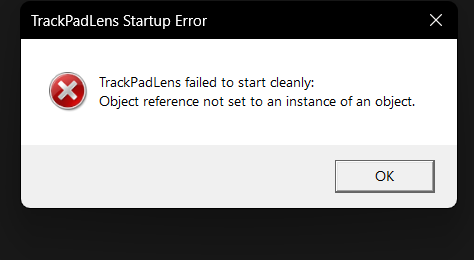 TrackPadLens Startup Error
TrackPadLens failed to start cleanly:
Object reference not set to an instance of an object.
OK